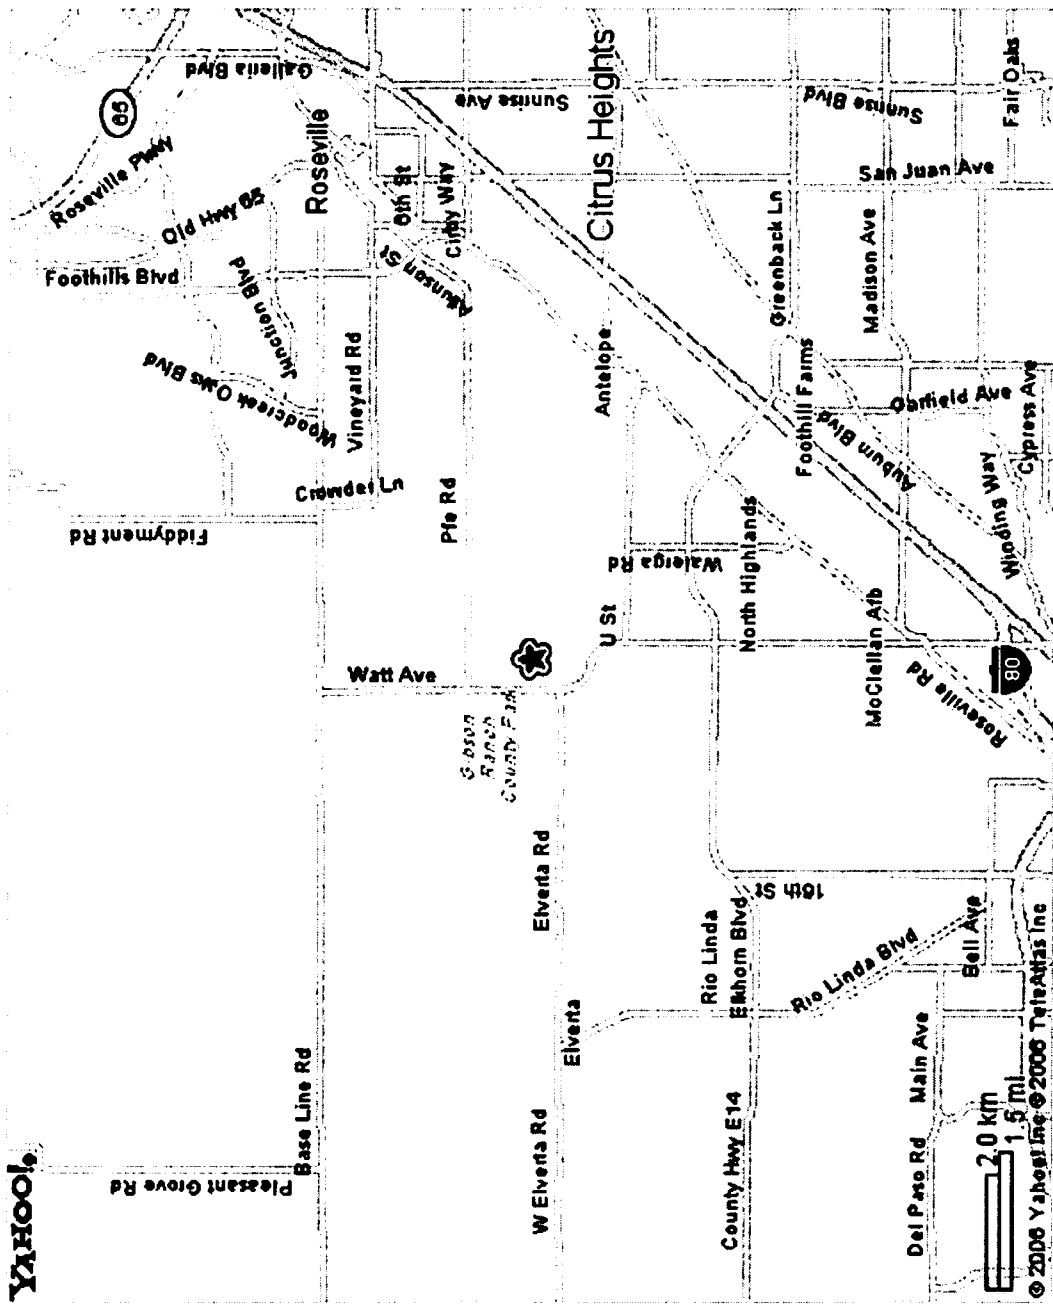 YAHOO!
65
Roseville Pkwy
Foothills Blvd
Galleria Blvd
Old Hwy 65
Pleasant Grove Rd
Fiddyment Rd
Woodcreek Oaks Blvd
Junction Blvd
Roseville
Base Line Rd
Crowder Ln
Vineyard Rd
Watt Ave
6th St
Atkinson St
Cirby Way
Pfe Rd
Sunrise Ave
Gibson
Ranch
County Park
W Elverta Rd
Elverta Rd
Elverta
Citrus Heights
Antelope
U St
Walerga Rd
Rio Linda
Elkhorn Blvd
County Hwy E14
North Highlands
Greenback Ln
Foothill Farms
16th St
Rio Linda Blvd
Auburn Blvd
McClellan Afb
Madison Ave
Sunrise Blvd
San Juan Ave
Garfield Ave
Del Paso Rd
Main Ave
Bell Ave
Roseville Rd
Winding Way
Fair Oaks
Cypress Ave
80
2.0 km
1.5 mi
© 2006 Yahoo! Inc © 2006 TeleAtlas Inc